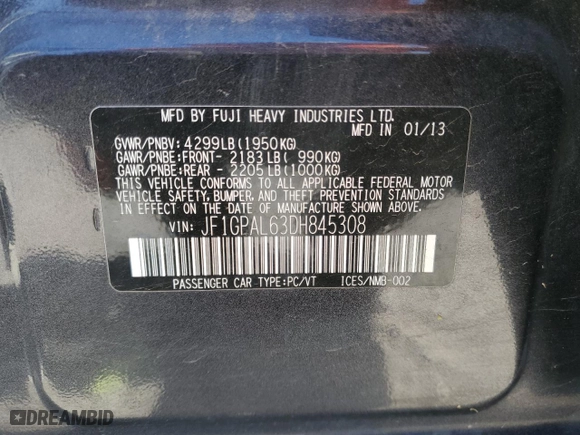 MFD BY FUJI HEAVY INDUSTRIES LTD.
MFD IN 01/13
GVWR/PNBV: 4299LB(1950KG)
GAWR/PNBE:FRONT- 2183LB( 990KG)
GAWR/PNBE:REAR - 2205LB(1000KG)
THIS VEHICLE CONFORMS TO ALL APPLICABLE FEDERAL MOTOR
VEHICLE SAFETY, BUMPER, AND THEFT PREVENTION STANDARDS
IN EFFECT ON THE DATE OF MANUFACTURE SHOWN ABOVE.
VIN: JF1GPAL63DH845308
PASSENGER CAR TYPE:PC/VT ICES/NMB-002
DREAMBID